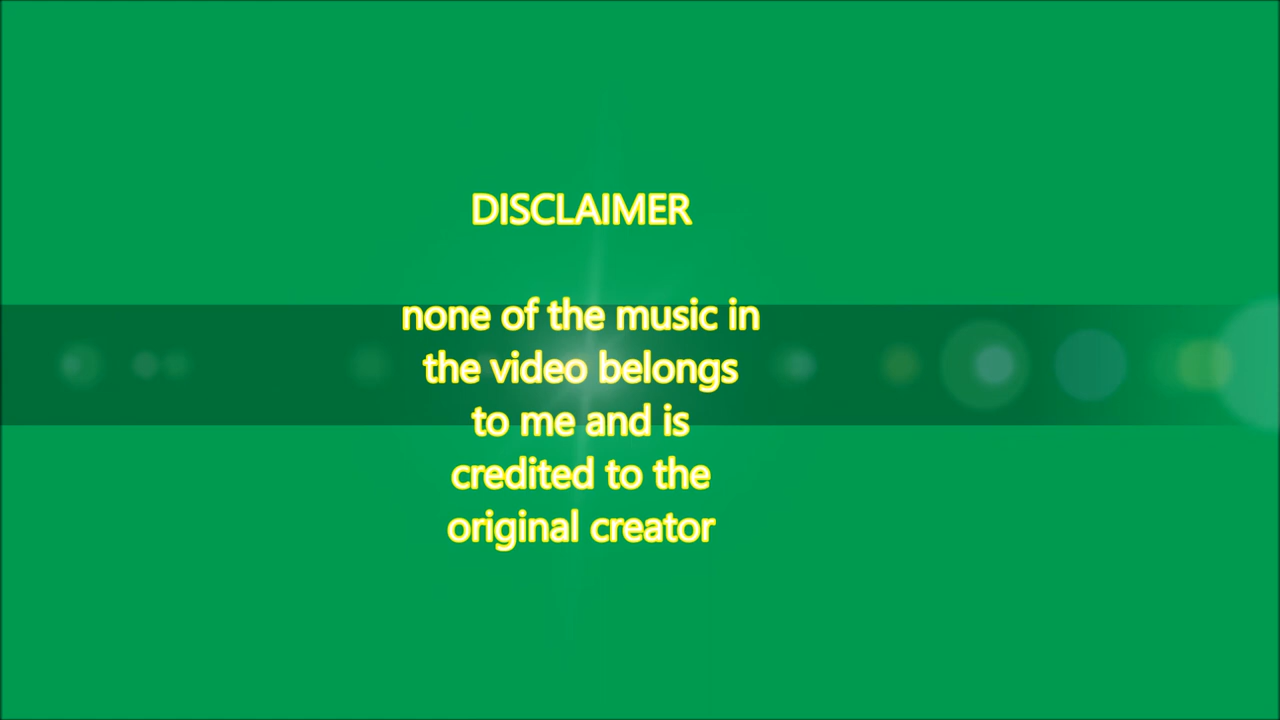 DISCLAIMER
none of the music in
the video belongs
to me and is
credited to the
original creator